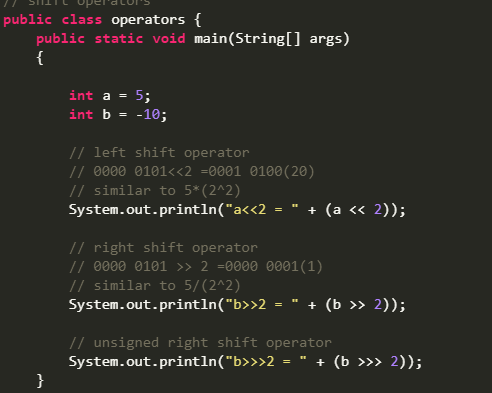 // shift operators
public class operators {
public static void main(String[] args)
{
int a = 5;
int b = -10;
// left shift operator
// 0000 0101<<2 =0001 0100(20)
// similar to 5*(2^2)
System.out.println("a<<2 = " + (a << 2));
// right shift operator
// 0000 0101 >> 2 =0000 0001(1)
// similar to 5/(2^2)
System.out.println("b>>2 = " + (b >> 2));
// unsigned right shift operator
System.out.println("b>>>2 = " + (b >>> 2));
}